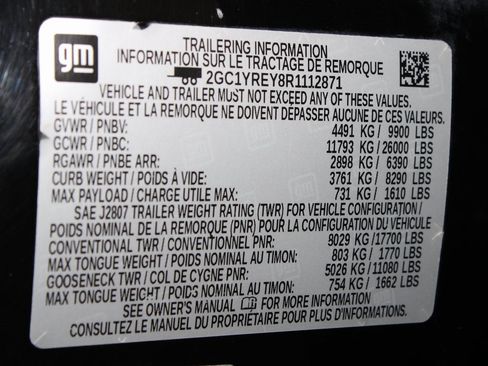 gm
TRAILERING INFORMATION
INFORMATION SUR LE TRACTAGE DE REMORQUE
2GC1YREY8R1112871
VEHICLE AND TRAILER MUST NOT EXCEED ANY OF THESE VALUES.
LE VÉHICULE ET LA REMORQUE NE DOIVENT DÉPASSER AUCUNE DE CES VALEURS.
GVWR / PNBV: 4491 KG / 9900 LBS
GCWR / PNBC: 11793 KG / 26000 LBS
RGAWR / PNBE ARR: 2898 KG / 6390 LBS
CURB WEIGHT / POIDS À VIDE: 3761 KG / 8290 LBS
MAX PAYLOAD / CHARGE UTILE MAX: 731 KG / 1610 LBS
SAE J2807 TRAILER WEIGHT RATING (TWR) FOR VEHICLE CONFIGURATION /
POIDS NOMINAL DE LA REMORQUE (PNR) POUR LA CONFIGURATION DU VÉHICULE
CONVENTIONAL TWR / CONVENTIONNEL PNR: 8029 KG /17700 LBS
MAX TONGUE WEIGHT / POIDS NOMINAL AU TIMON: 803 KG / 1770 LBS
GOOSENECK TWR / COL DE CYGNE PNR: 5026 KG / 11080 LBS
MAX TONGUE WEIGHT / POIDS NOMINAL AU TIMON: 754 KG / 1662 LBS
SEE OWNER'S MANUAL FOR MORE INFORMATION
CONSULTEZ LE MANUEL DU PROPRIÉTAIRE POUR PLUS D'INFORMATION